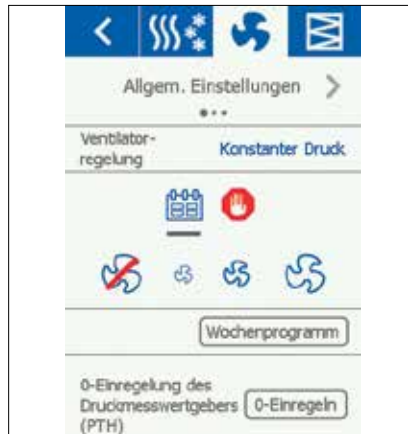 Allgem. Einstellungen
Ventilator-
regelung
Konstanter Druck
Wochenprogramm
0-Einregelung des
Druckmesswertgebers
(PTH)
0-Einregeln